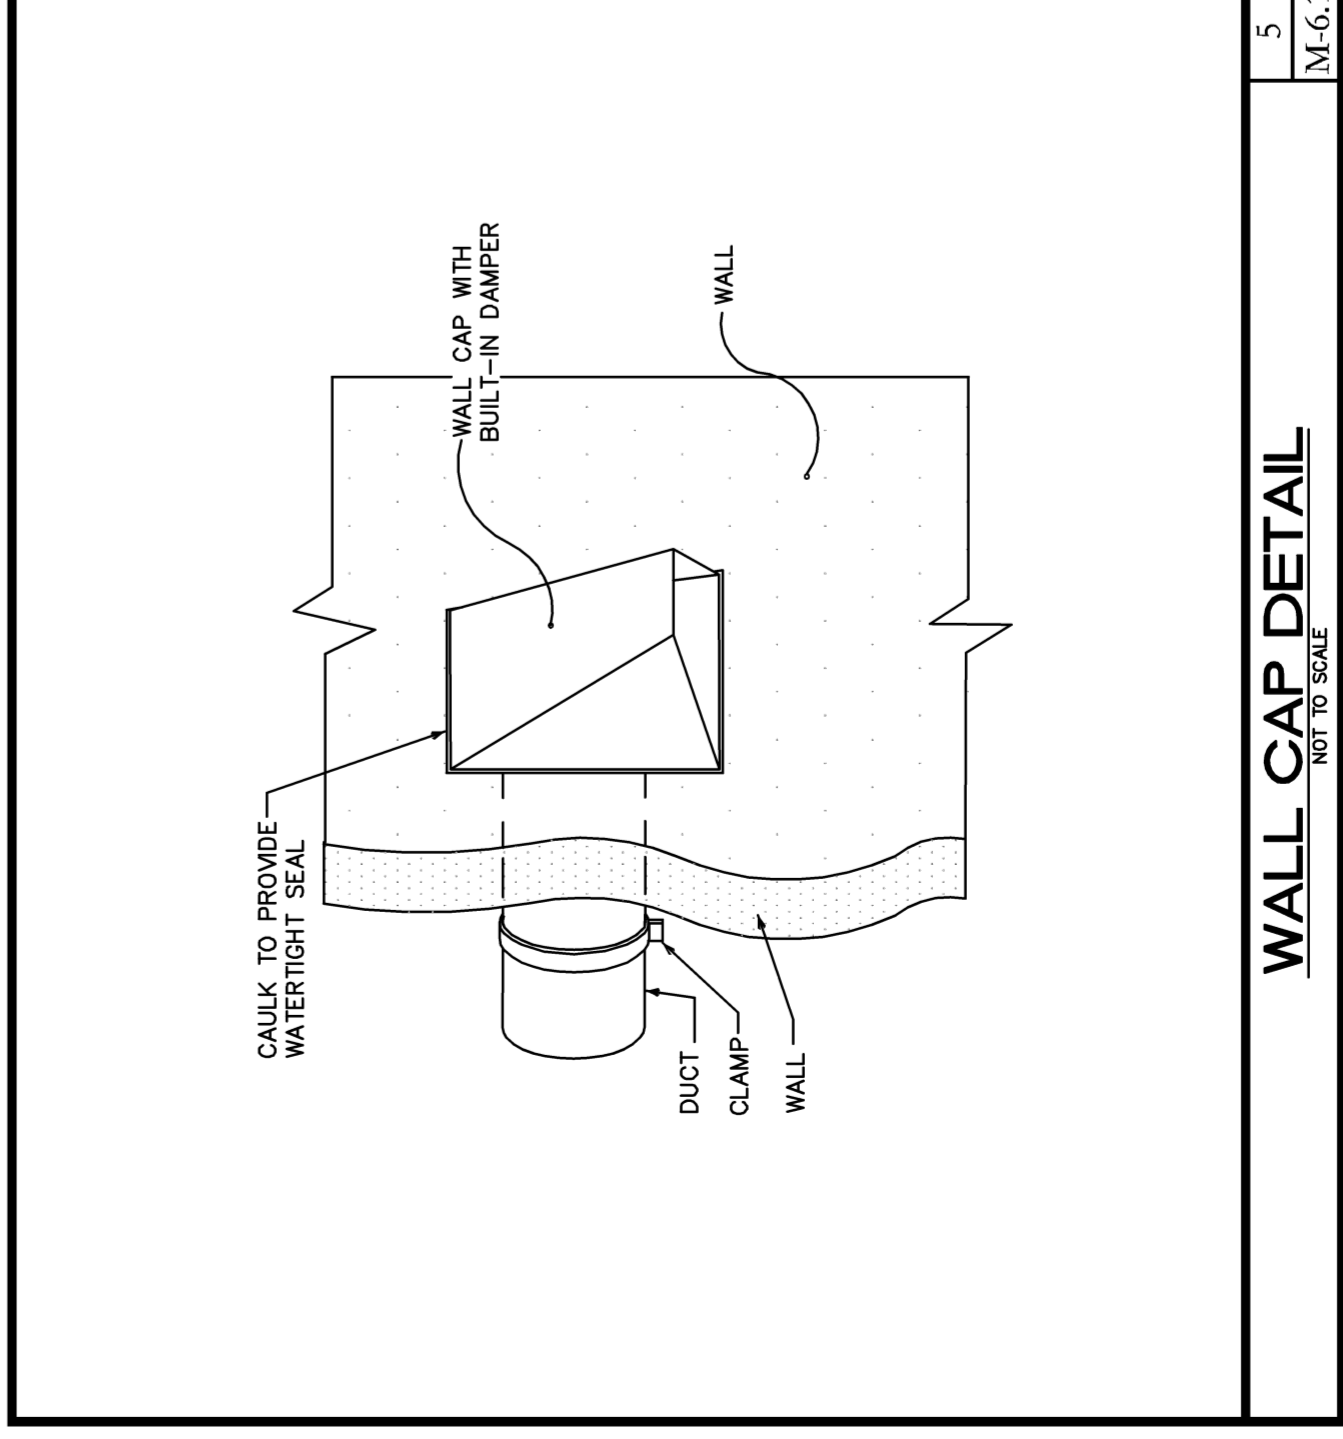 CAULK TO PROVIDE
WATERTIGHT SEAL
WALL CAP WITH
BUILT-IN DAMPER
DUCT
CLAMP
WALL
WALL
WALL CAP DETAIL
NOT TO SCALE
5